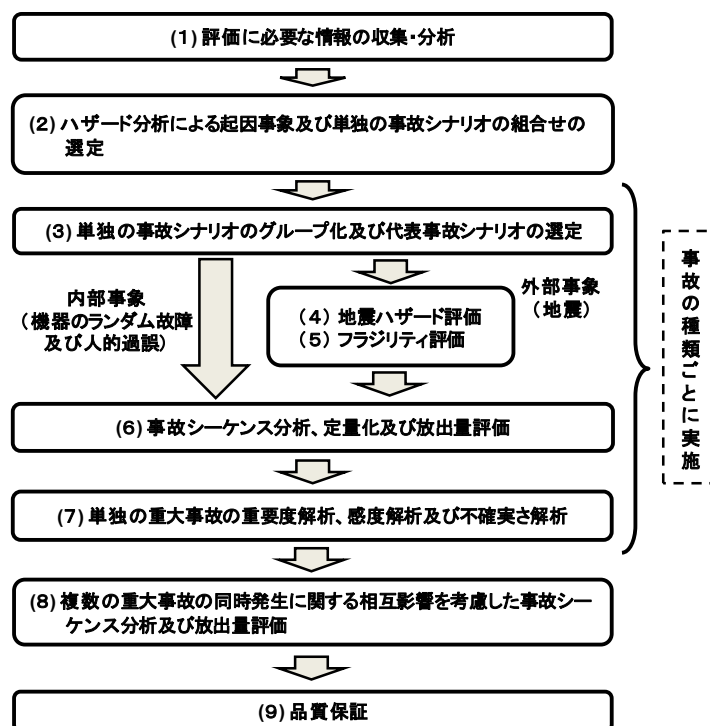 (1) 評価に必要な情報の収集・分析
(2) ハザード分析による起因事象及び単独の事故シナリオの組合せの
選定
(3) 単独の事故シナリオのグループ化及び代表事故シナリオの選定
内部事象
（機器のランダム故障
及び人的過誤）
（４） 地震ハザード評価
（５） フラジリティ評価
外部事象
（地震）
(6) 事故シーケンス分析、定量化及び放出量評価
(7) 単独の重大事故の重要度解析、感度解析及び不確実さ解析
事故の種類ごとに実施
(8) 複数の重大事故の同時発生に関する相互影響を考慮した事故シー
ケンス分析及び放出量評価
(9) 品質保証